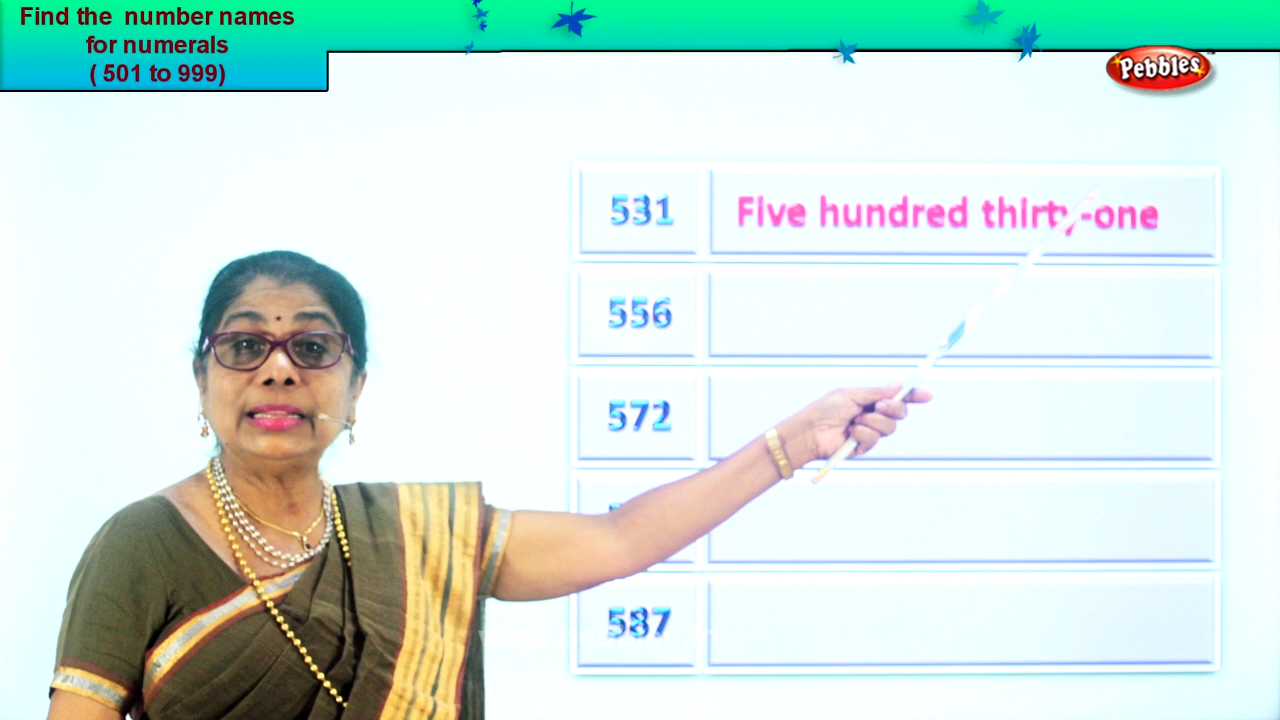 Find the number names
for numerals
( 501 to 999)
Pebbles
531 Five hundred thirty-one
556
572
587